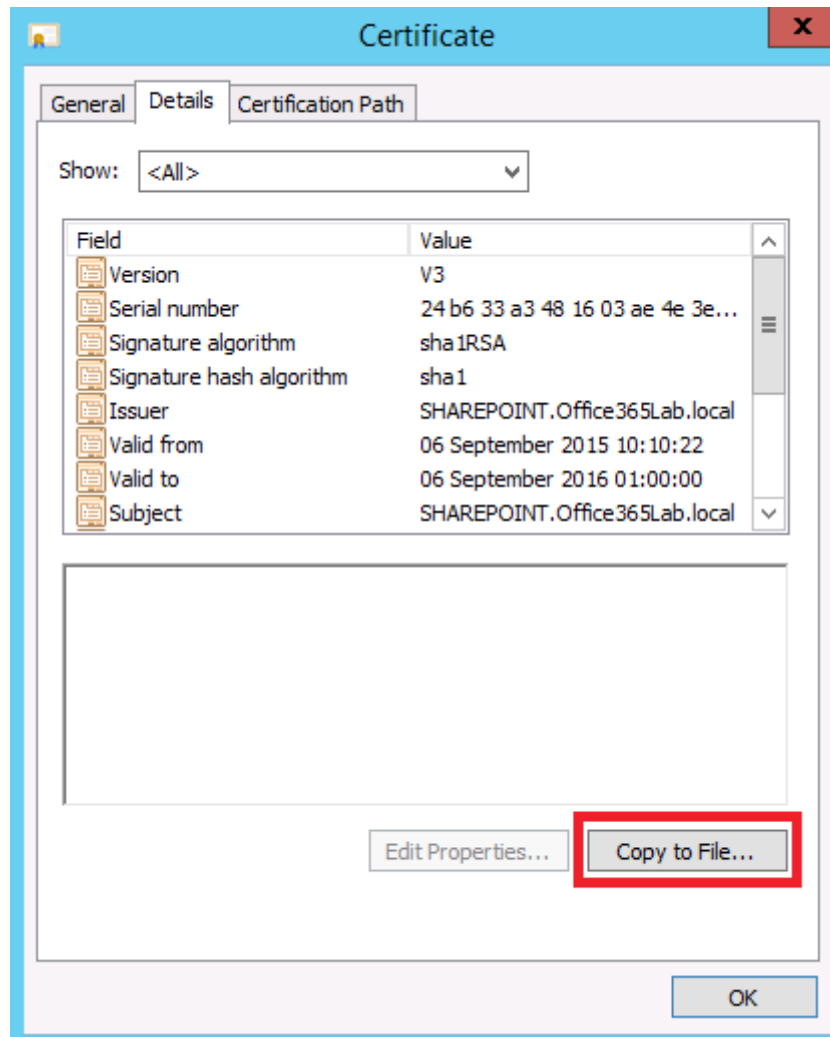 Certificate
x
General Details Certification Path
Show: <All>
Field Value
Version V3
Serial number 24 b6 33 a3 48 16 03 ae 4e 3e...
Signature algorithm sha1RSA
Signature hash algorithm sha1
Issuer SHAREPOINT.Office365Lab.local
Valid from 06 September 2015 10:10:22
Valid to 06 September 2016 01:00:00
Subject SHAREPOINT.Office365Lab.local
Edit Properties... Copy to File...
OK